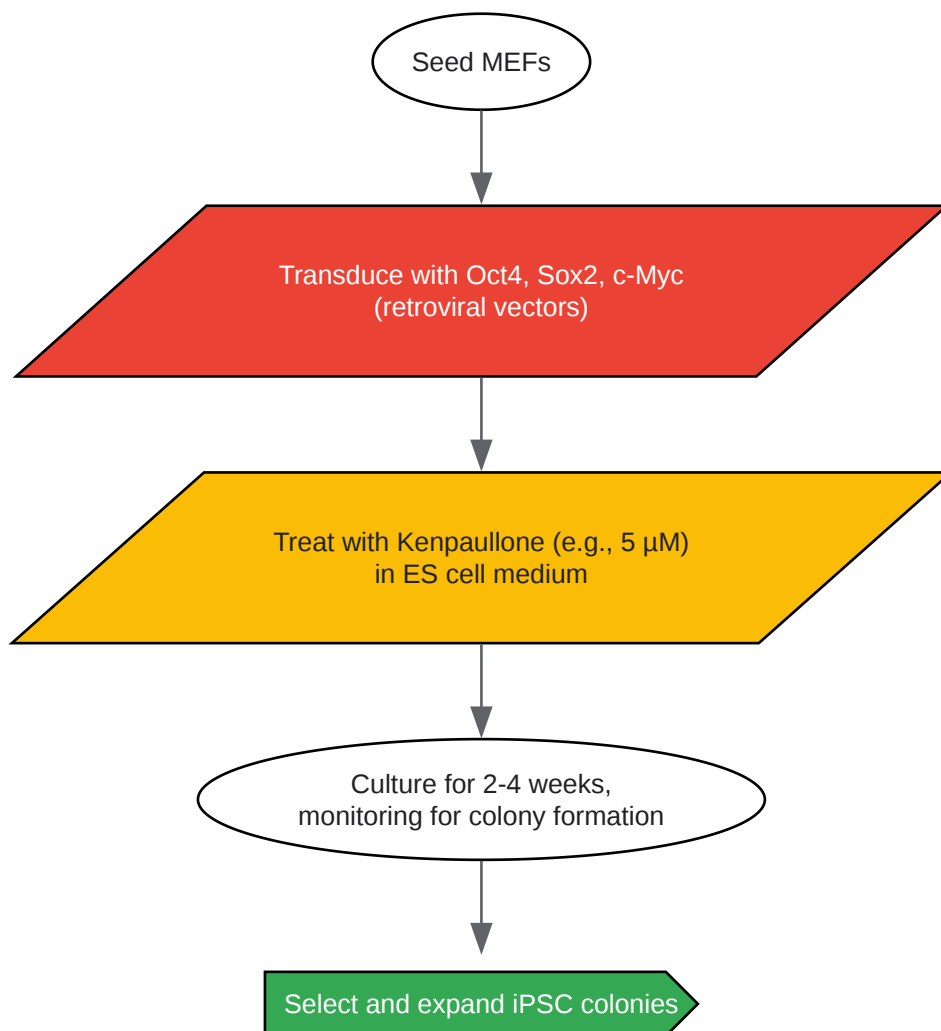 Seed MEFs
Transduce with Oct4, Sox2, c-Myc
(retroviral vectors)
Treat with Kenpaullone (e.g., 5 µM)
in ES cell medium
Culture for 2-4 weeks,
monitoring for colony formation
Select and expand iPSC colonies